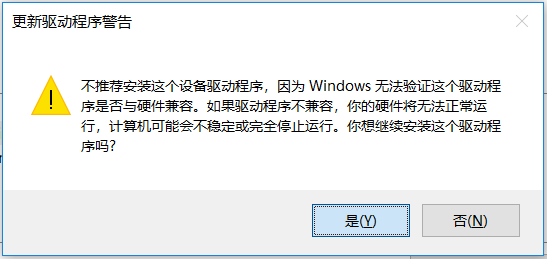 更新驱动程序警告
不推荐安装这个设备驱动程序，因为 Windows 无法验证这个驱动程
序是否与硬件兼容。如果驱动程序不兼容，你的硬件将无法正常运
行，计算机可能会不稳定或完全停止运行。你想继续安装这个驱动程
序吗?
是(Y)
否(N)